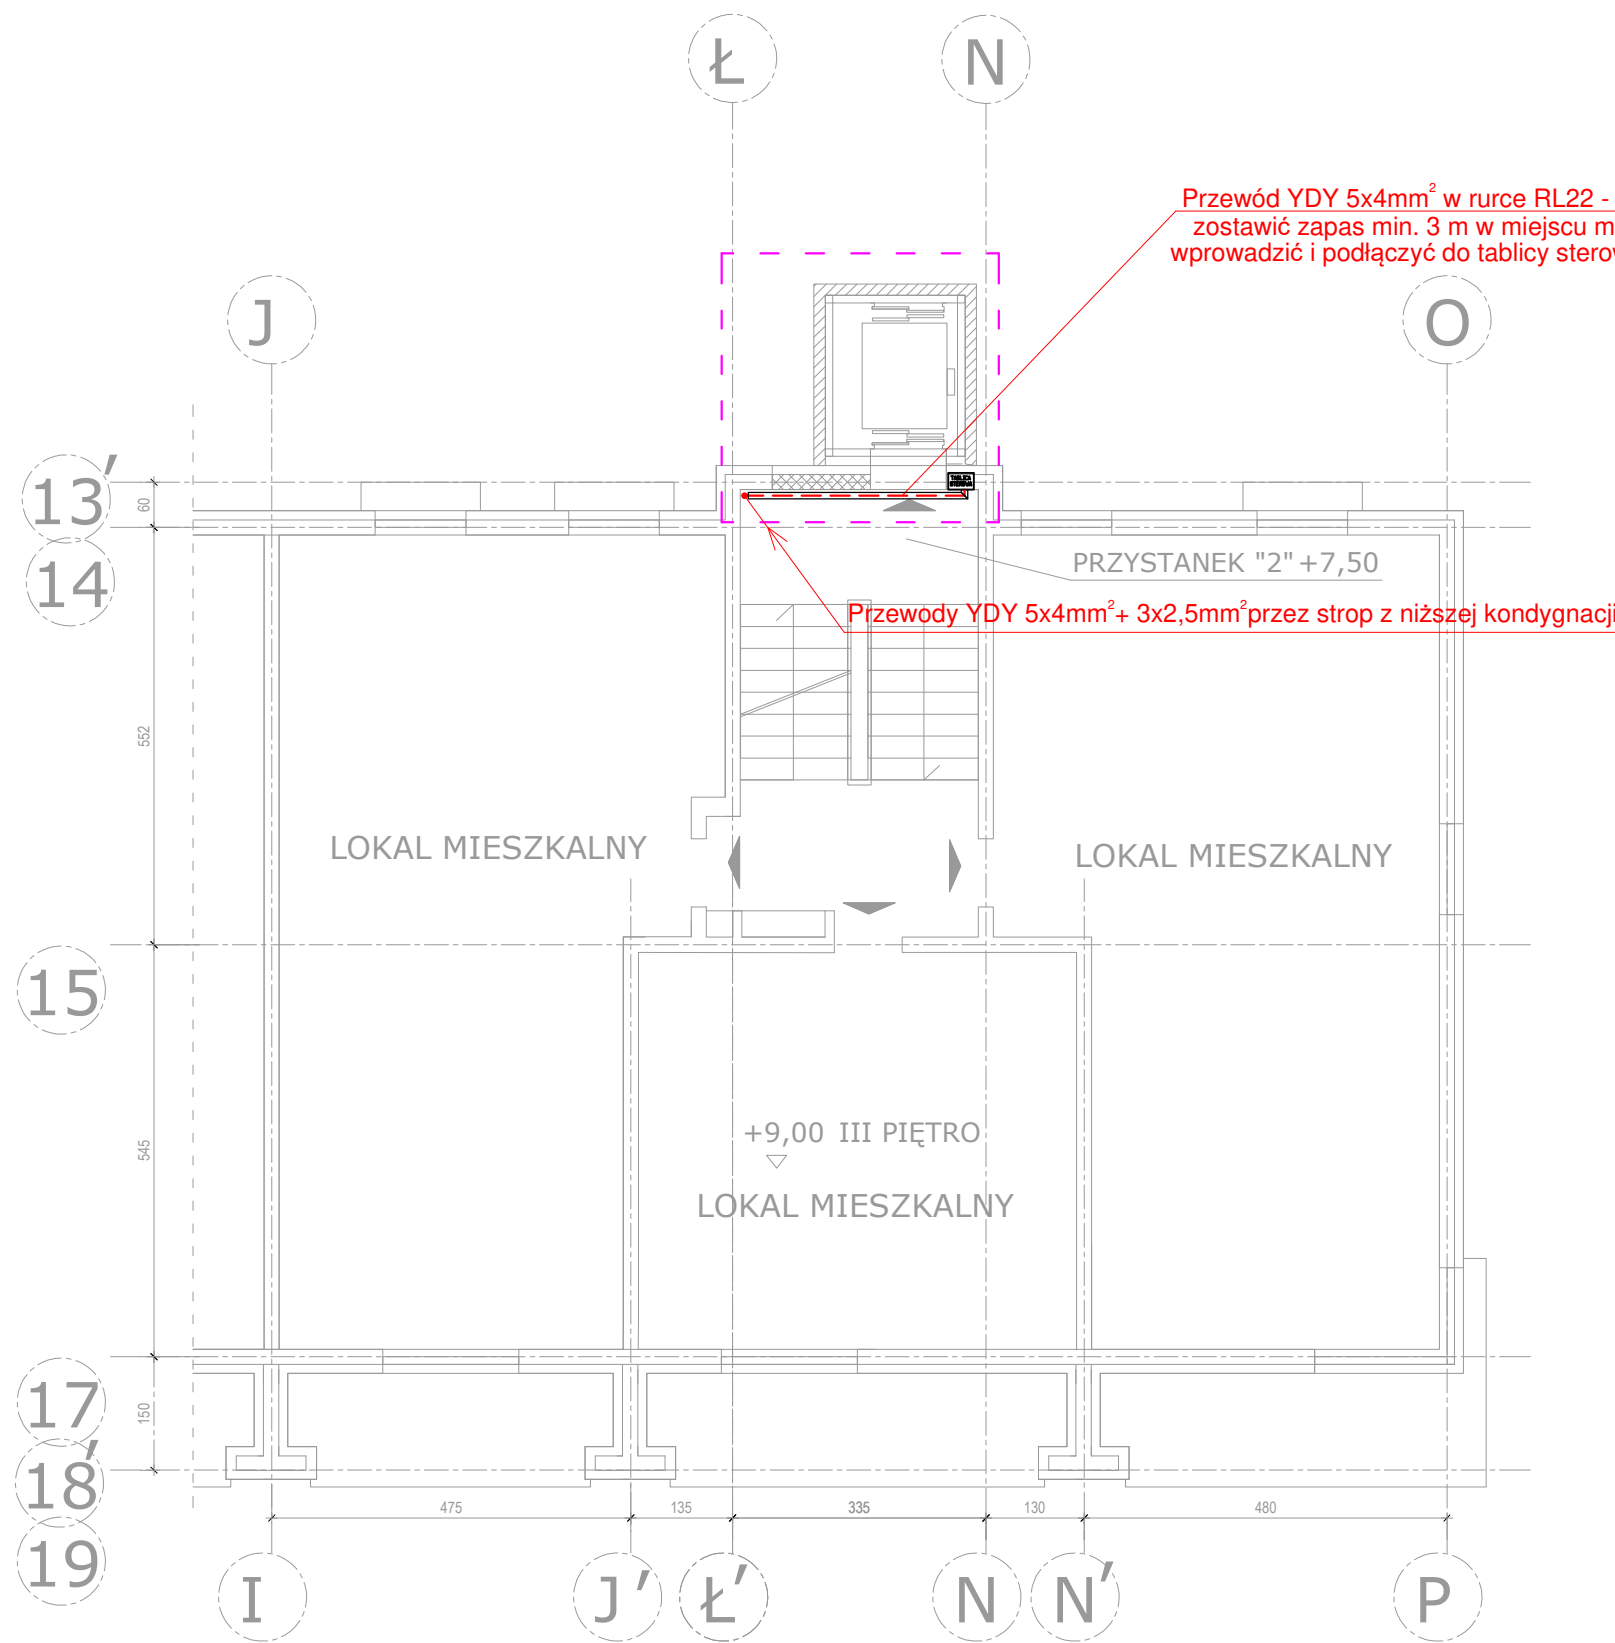 Ł
N
Przewód YDY 5x4mm² w rurce RL22 -
zostawić zapas min. 3 m w miejscu m
wprowadzić i podłączyć do tablicy
J
O
13'
60
TABLICA
STEROWA
14
PRZYSTANEK "2" +7,50
Przewody YDY 5x4mm²+ 3x2,5mm² przez strop z niższej kondygnacji
552
LOKAL MIESZKALNY
LOKAL MIESZKALNY
15
+9,00 III PIĘTRO
545
LOKAL MIESZKALNY
17
150
18'
475
135
335
130
480
19
I
J'
Ł'
N
N'
P